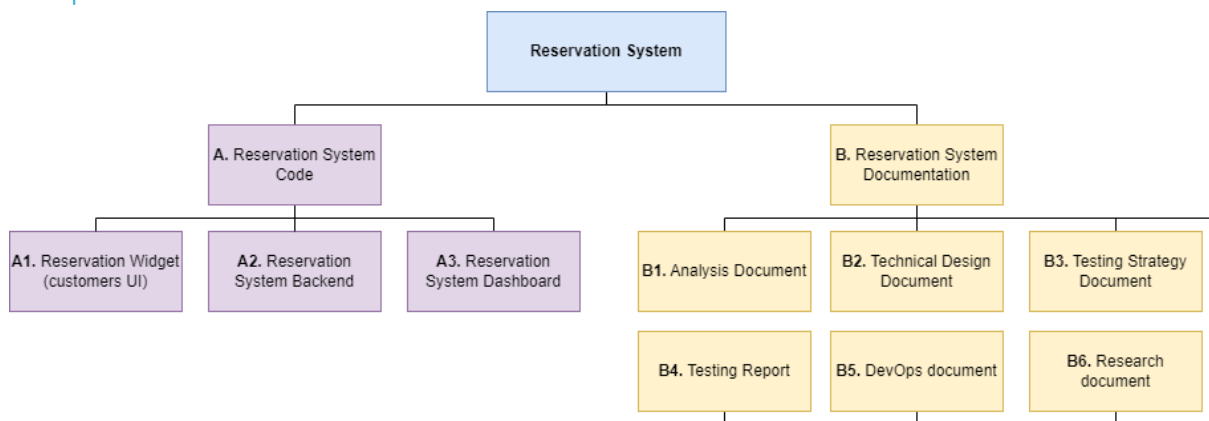 Reservation System
A. Reservation System
Code
B. Reservation System
Documentation
A1. Reservation Widget
(customers UI)
A2. Reservation
System Backend
A3. Reservation
System Dashboard
B1. Analysis Document
B2. Technical Design
Document
B3. Testing Strategy
Document
B4. Testing Report
B5. DevOps document
B6. Research
document